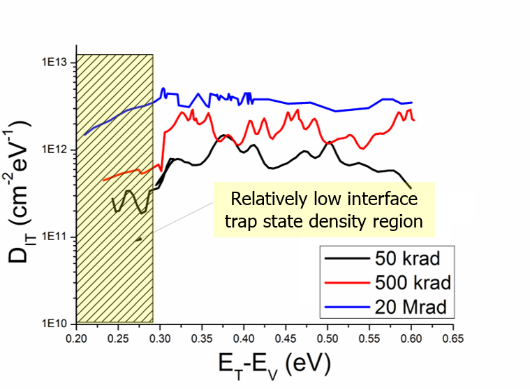 1E13
1E12
1E11
1E10
D_IT (cm^-2 eV^-1)
Relatively low interface
trap state density region
50 krad
500 krad
20 Mrad
0.20 0.25 0.30 0.35 0.40 0.45 0.50 0.55 0.60 0.65
E_T-E_V (eV)